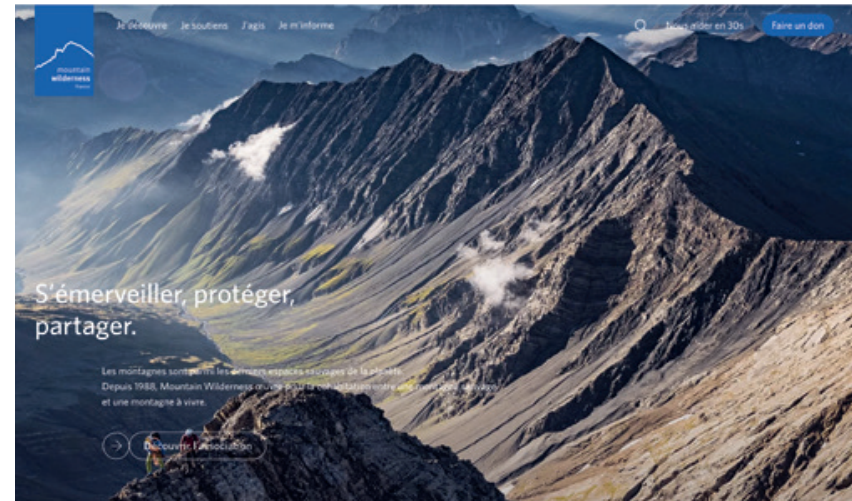 Je découvre Je soutiens J'agis Je m'informe
Nous aider en 30s Faire un don
mountain
wilderness
france
S'émerveiller, protéger,
partager.
Les montagnes sont parmi les derniers espaces sauvages de la planète.
Depuis 1988, Mountain Wilderness œuvre pour la cohabitation entre une montagne sauvage
et une montagne à vivre.
Découvrir l'association